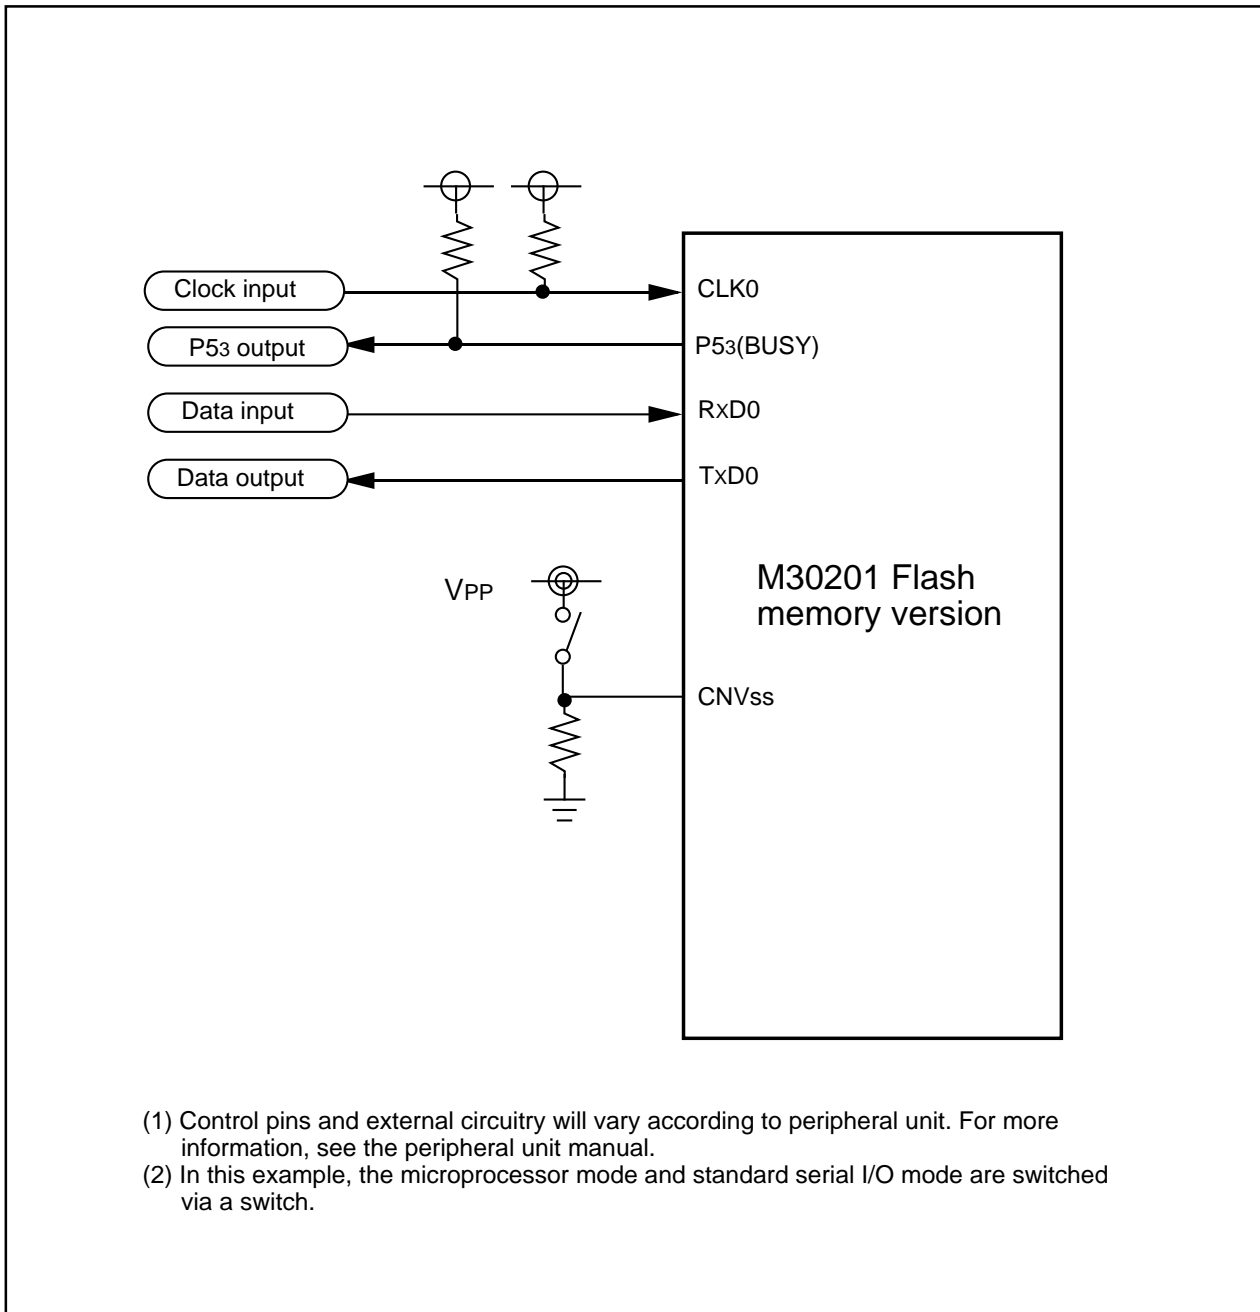 Clock input
CLK0
P53 output
P53(BUSY)
Data input
RxD0
Data output
TxD0
M30201 Flash
memory version
VPP
CNVss
(1) Control pins and external circuitry will vary according to peripheral unit. For more
information, see the peripheral unit manual.
(2) In this example, the microprocessor mode and standard serial I/O mode are switched
via a switch.